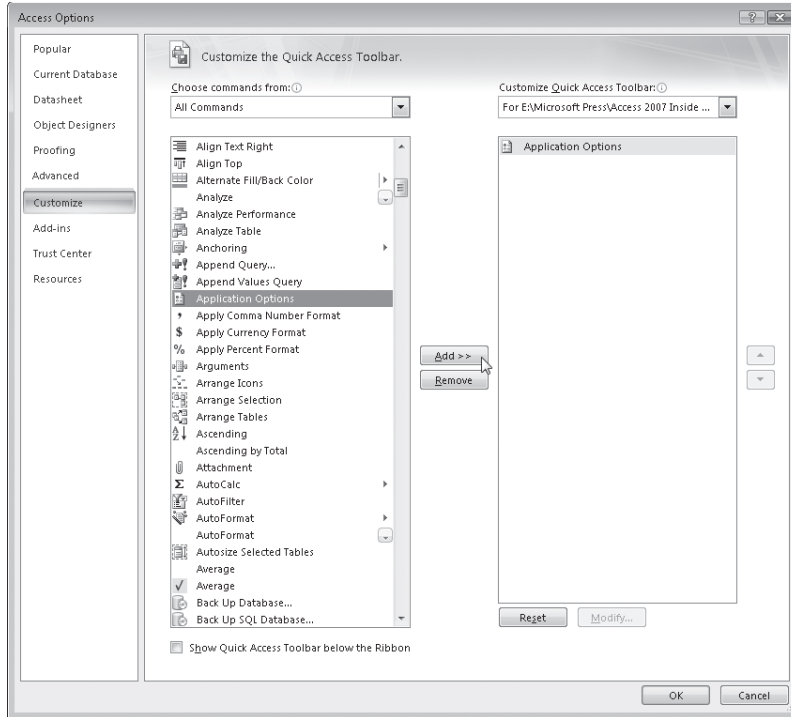 Access Options
Popular
Current Database
Datasheet
Object Designers
Proofing
Advanced
Customize
Add-ins
Trust Center
Resources
Customize the Quick Access Toolbar.
Choose commands from:
All Commands
Align Text Right
Align Top
Alternate Fill/Back Color
Analyze
Analyze Performance
Analyze Table
Anchoring
Append Query...
Append Values Query
Application Options
Apply Comma Number Format
$ Apply Currency Format
% Apply Percent Format
Arguments
Arrange Icons
Arrange Selection
Arrange Tables
Ascending
Ascending by Total
Attachment
Σ AutoCalc
AutoFilter
AutoFormat
AutoFormat
Autosize Selected Tables
Average
Average
Back Up Database...
Back Up SQL Database...
Show Quick Access Toolbar below the Ribbon
Add >>
Remove
Customize Quick Access Toolbar:
For E:\Microsoft Press\Access 2007 Inside ...
Application Options
Reset
Modify...
OK
Cancel